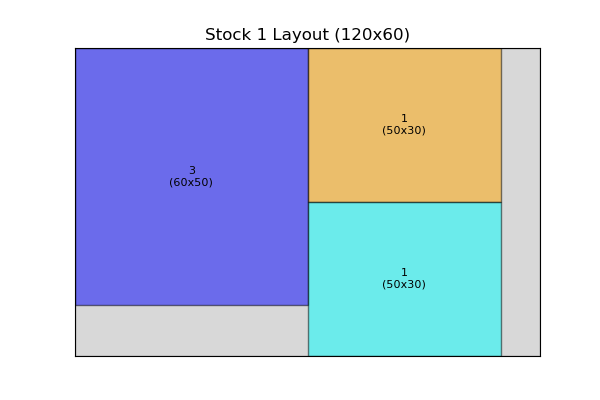 Stock 1 Layout (120x60)
3
(60x50)
1
(50x30)
1
(50x30)